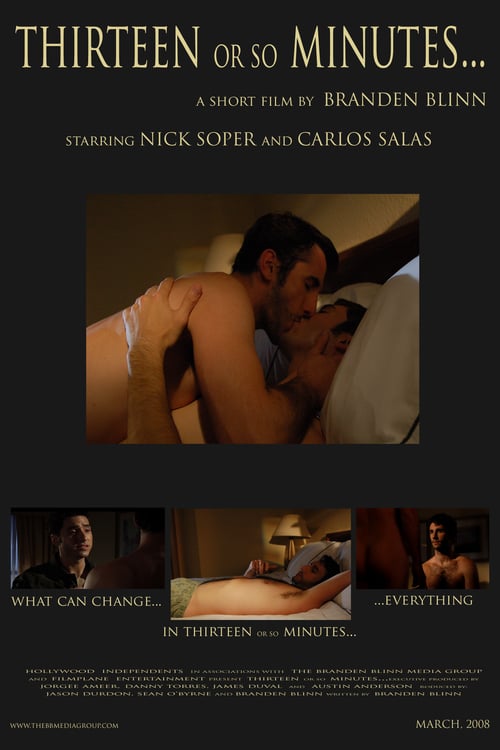 THIRTEEN OR SO MINUTES...
A SHORT FILM BY BRANDEN BLINN
STARRING NICK SOPER AND CARLOS SALAS
WHAT CAN CHANGE...
IN THIRTEEN OR SO MINUTES...
...EVERYTHING
HOLLYWOOD INDEPENDENTS IN ASSOCIATIONS WITH THE BRANDEN BLINN MEDIA GROUP
AND FILMPLANE ENTERTAINMENT PRESENT THIRTEEN OR SO MINUTES...EXECUTIVE PRODUCED BY
JORGEE AMEER, DANNY TORRES, JAMES DUVAL AND AUSTIN ANDERSON RODUCED BY:
JASON DURDON, SEAN O'BYRNE AND BRANDEN BLINN WRITTEN BY BRANDEN BLINN
WWW.THEBBMEDIAGROUP.COM
MARCH, 2008